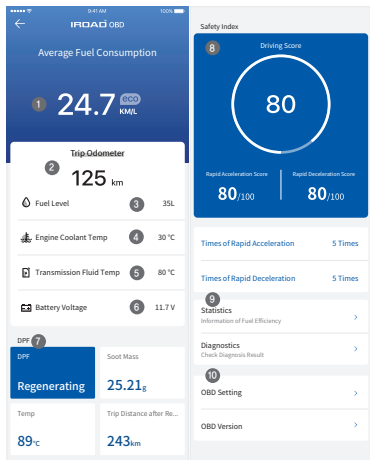 9:41 AM
100%
IROAD OBD
Average Fuel Consumption
1
24.7
eco
KM/L
Trip Odometer
2
125 km
Fuel Level
3
35L
Engine Coolant Temp
4
30 °C
Transmission Fluid Temp
5
80 °C
Battery Voltage
6
11.7 V
DPF
7
DPF
Regenerating
Soot Mass
25.21g
Temp
89°C
Trip Distance after Re...
243km
Safety Index
8
Driving Score
80
Rapid Acceleration Score
80/100
Rapid Deceleration Score
80/100
Times of Rapid Acceleration
5 Times
Times of Rapid Deceleration
5 Times
9
Statistics
Information of Fuel Efficiency
Diagnostics
Check Diagnosis Result
10
OBD Setting
OBD Version